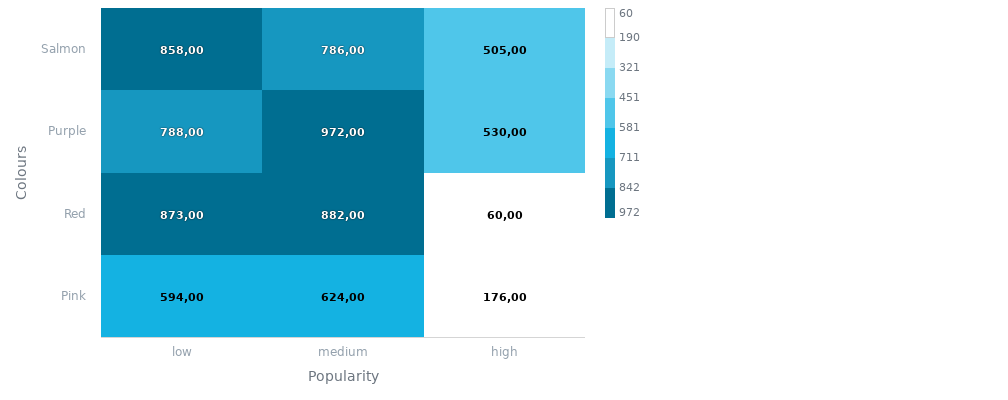 Salmon 858,00 786,00 505,00
Purple 788,00 972,00 530,00
Red 873,00 882,00 60,00
Pink 594,00 624,00 176,00
low medium high
Popularity
Colours
60
190
321
451
581
711
842
972